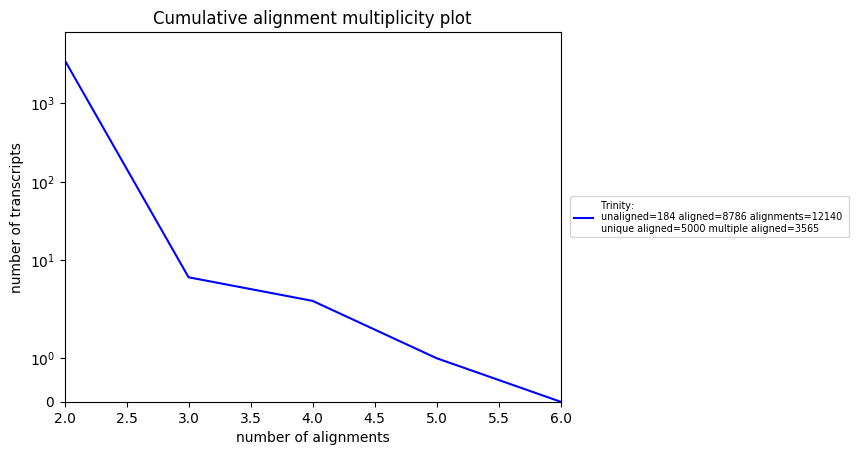 Cumulative alignment multiplicity plot
number of transcripts
10³
10²
10¹
10⁰
0
2.0 2.5 3.0 3.5 4.0 4.5 5.0 5.5 6.0
number of alignments
Trinity:
unaligned=184 aligned=8786 alignments=12140
unique aligned=5000 multiple aligned=3565